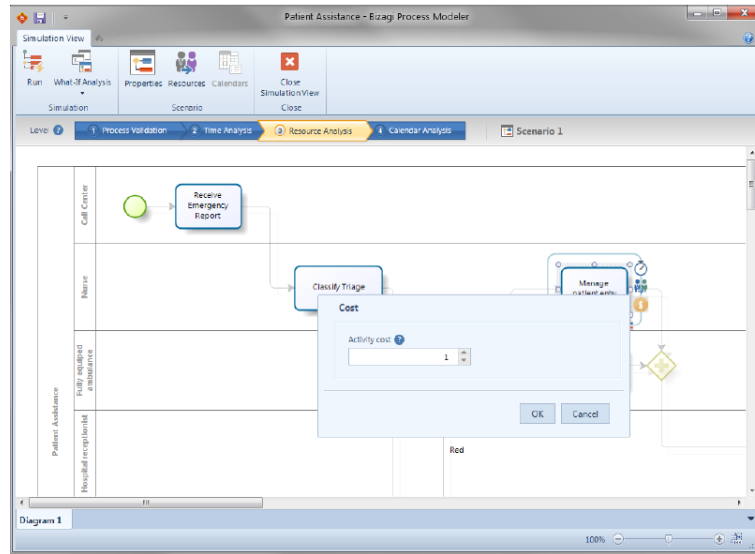 Patient Assistance - Bizagi Process Modeler
Simulation View
Run
What-If Analysis
Properties
Resources
Calendars
Close
Simulation View
Simulation
Scenario
Close
Level
1 Process Validation
2 Time Analysis
3 Resource Analysis
4 Calendar Analysis
Scenario 1
Patient Assistance
Call Center
Receive
Emergency
Report
Nurse
Classify Triage
Manage
patient entry
Cost
Activity cost
1
OK
Cancel
Fully equiped
ambulance
Hospital receptionist
Red
Diagram 1
100%